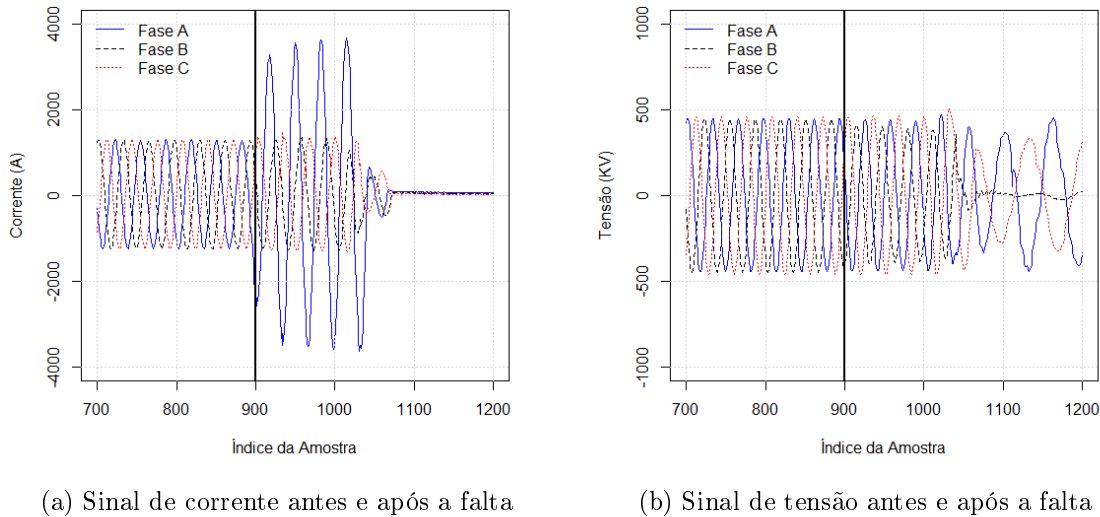 4000
2000
0
-2000
-4000
Corrente (A)
Fase A
Fase B
Fase C
700 800 900 1000 1100 1200
Índice da Amostra
(a) Sinal de corrente antes e após a falta
1000
500
0
-500
-1000
Tensão (KV)
Fase A
Fase B
Fase C
700 800 900 1000 1100 1200
Índice da Amostra
(b) Sinal de tensão antes e após a falta